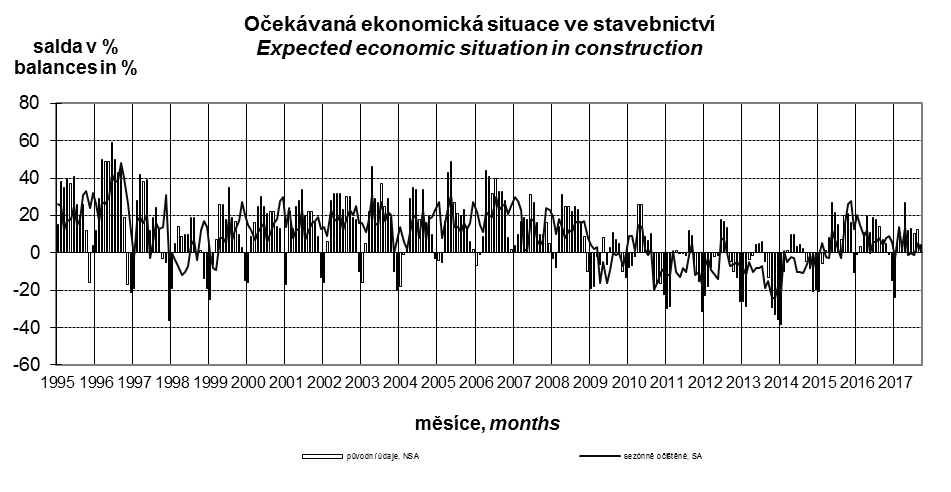 Očekávaná ekonomická situace ve stavebnictví
Expected economic situation in construction
salda v %
balances in %
80
60
40
20
0
-20
-40
-60
1995 1996 1997 1998 1999 2000 2001 2002 2003 2004 2005 2006 2007 2008 2009 2010 2011 2012 2013 2014 2015 2016 2017
měsíce, months
původní údaje, NSA
sezónně očištěné, SA